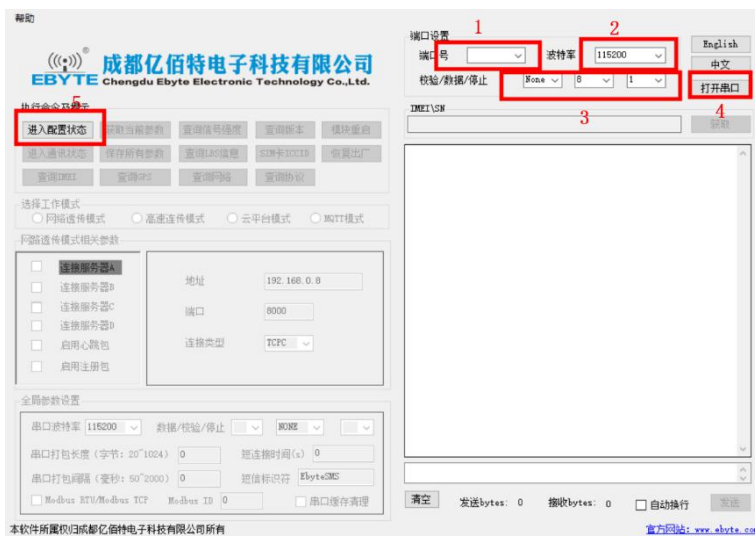 帮助
端口设置
1
2
端口号
波特率
115200
English
成都亿佰特电子科技有限公司
EBYTE
Chengdu Ebyte Electronic Technology Co.,Ltd.
中文
校验/数据/停止
None
8
1
打开串口
执行命令及提示
5
IMEI\SN
3
4
进入配置状态
获取当前参数
查询信号强度
查询版本
模块重启
获取
进入通讯状态
保存所有参数
查询LBS信息
SIM卡ICCID
恢复出厂
查询IMEI
查询GPS
查询网络
查询协议
选择工作模式
网络透传模式
高速连传模式
云平台模式
MQTT模式
网路透传模式相关参数
连接服务器A
连接服务器B
连接服务器C
连接服务器D
启用心跳包
启用注册包
地址
192.168.0.8
端口
8000
连接类型
TCPC
全局参数设置
串口波特率
115200
数据/校验/停止
NONE
串口打包长度 (字节: 20~1024)
0
短连接时间(s)
0
串口打包间隔 (毫秒: 50~2000)
0
短信标识符
EbyteSMS
Modbus RTU/Modbus TCP
Modbus ID
0
串口缓存清理
清空
发送bytes: 0
接收bytes: 0
自动换行
发送
本软件所属权归成都亿佰特电子科技有限公司所有
官方网站: www.ebyte.com